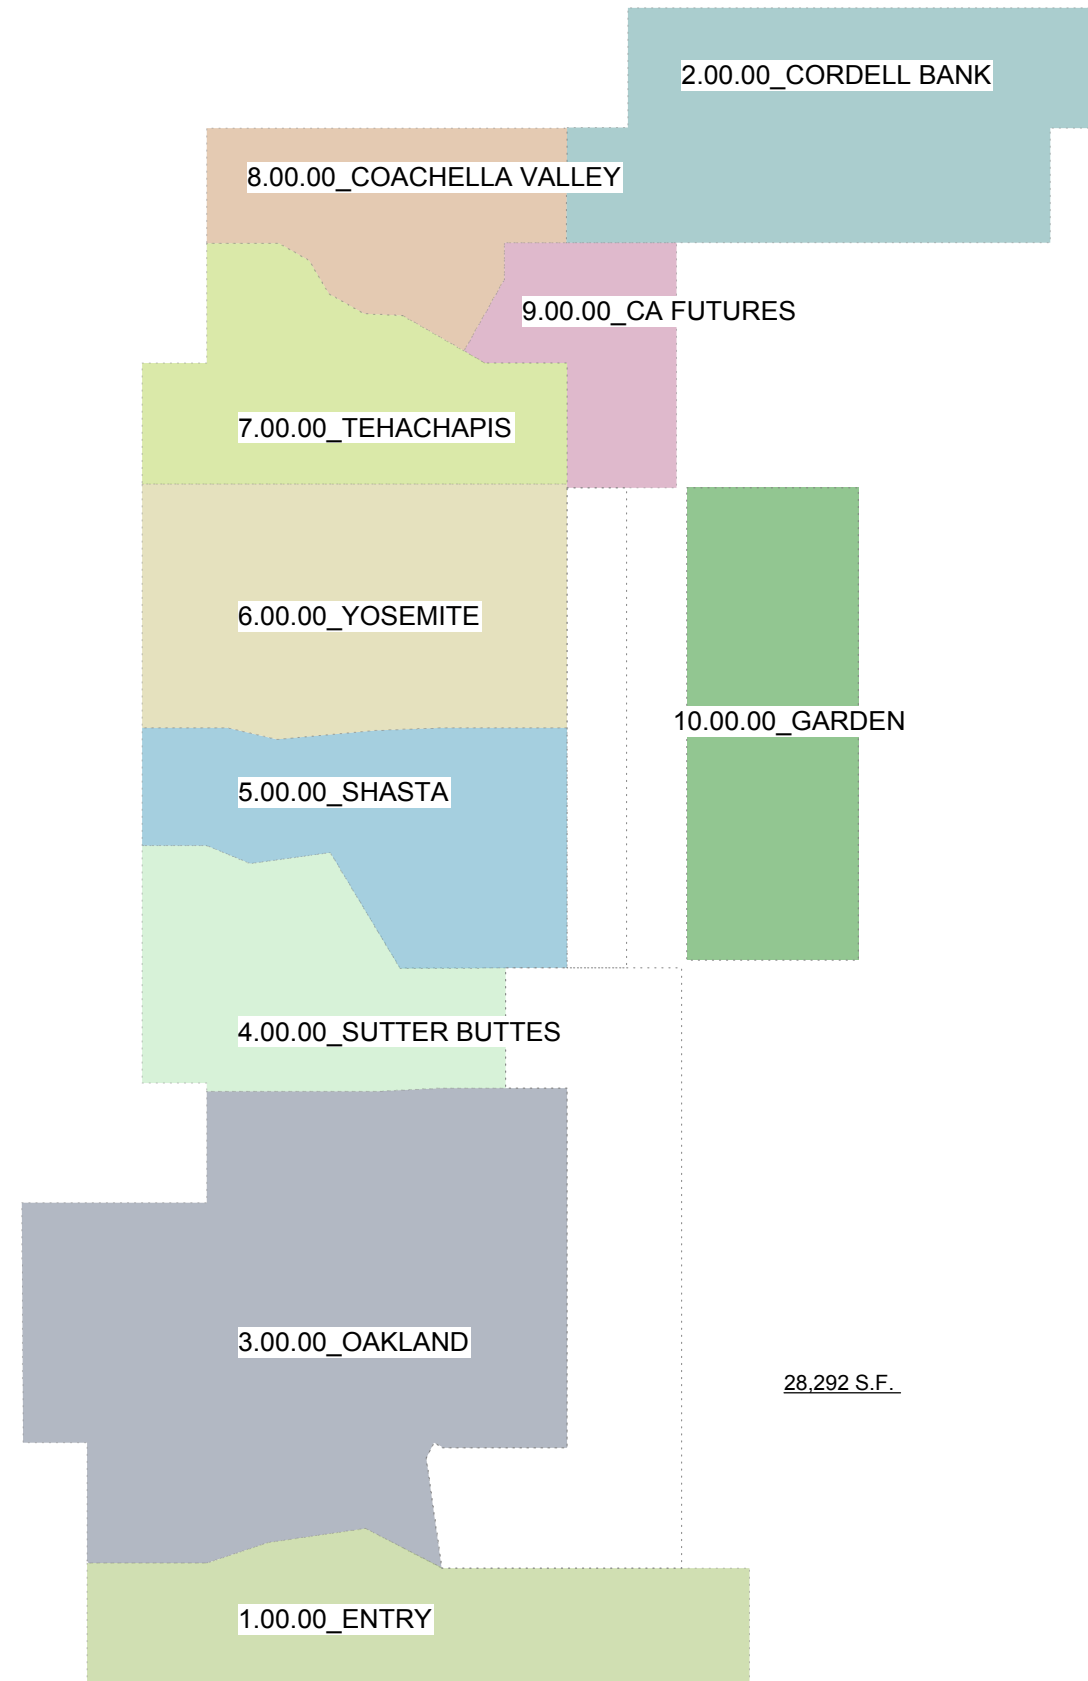 2.00.00_CORDELL BANK
8.00.00_COACHELLA VALLEY
9.00.00_CA FUTURES
7.00.00_TEHACHAPIS
6.00.00_YOSEMITE
10.00.00_GARDEN
5.00.00_SHASTA
4.00.00_SUTTER BUTTES
3.00.00_OAKLAND
28,292 S.F.
1.00.00_ENTRY